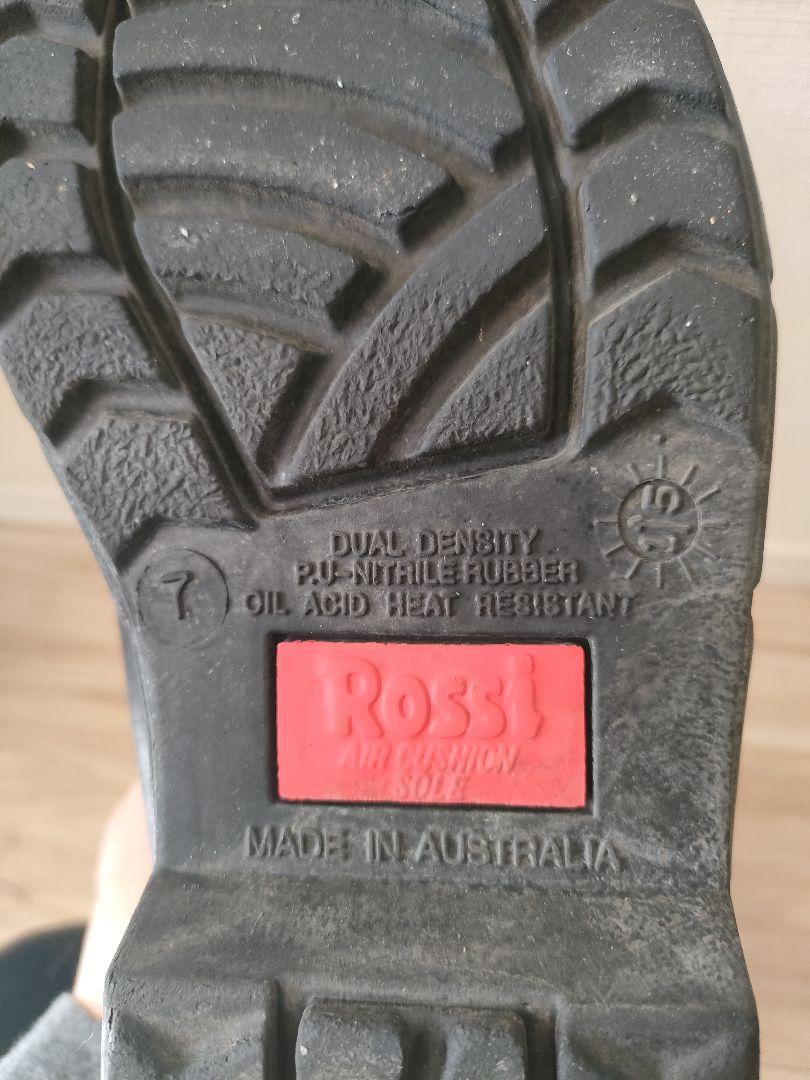 DUAL DENSITY
P.U-NITRILE RUBBER
OIL ACID HEAT RESISTANT
7
Rossi
AIR CUSHION
SOLE
MADE IN AUSTRALIA